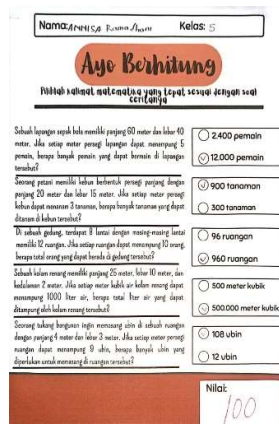 Nama: ANNISA
Kelas: 5
Ayo Berhitung
Pilihlah kalimat matematika yang tepat sesuai dengan soal
ceritanya
Sebuah lapangan sepak bola memiliki panjang 60 meter dan lebar 40
meter. Jika setiap meter persegi lapangan dapat menampung 5
pemain, berapa banyak pemain yang dapat bermain di lapangan
tersebut?
2.400 pemain
12.000 pemain
Seorang petani memiliki kebun berbentuk persegi panjang dengan
panjang 20 meter dan lebar 15 meter. Jika setiap meter persegi
kebun dapat menanam 3 tanaman, berapa banyak tanaman yang dapat
ditanam di kebun tersebut?
900 tanaman
300 tanaman
Di sebuah gedung, terdapat 8 lantai dengan masing-masing lantai
memiliki 12 ruangan. Jika setiap ruangan dapat menampung 10 orang,
berapa total orang yang dapat berada di gedung tersebut?
96 ruangan
960 ruangan
Sebuah kolam renang memiliki panjang 25 meter, lebar 10 meter, dan
kedalaman 2 meter. Jika setiap meter kubik air kolam renang dapat
menampung 1000 liter air, berapa total liter air yang dapat
ditampung oleh kolam renang tersebut?
500 meter kubik
500.000 meter kubik
Seorang tukang bangunan ingin memasang ubin di sebuah ruangan
dengan panjang 4 meter dan lebar 3 meter. Jika setiap meter persegi
ruangan dapat menampung 9 ubin, berapa banyak ubin yang
diperlukan untuk memasang di ruangan tersebut?
108 ubin
12 ubin
Nilai:
100